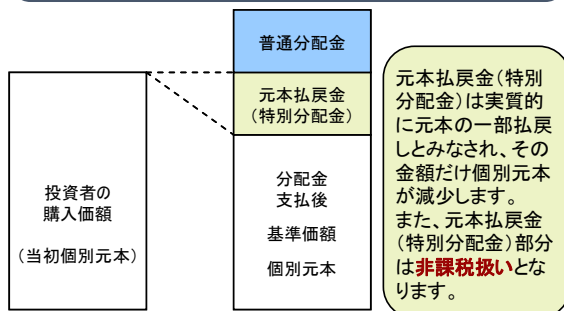 普通分配金
元本払戻金
(特別分配金)
投資者の
購入価額
(当初個別元本)
分配金
支払後
基準価額
個別元本
元本払戻金(特別
分配金)は実質的
に元本の一部払戻
しとみなされ、その
金額だけ個別元本
が減少します。
また、元本払戻金
(特別分配金)部分
は非課税扱いとな
ります。